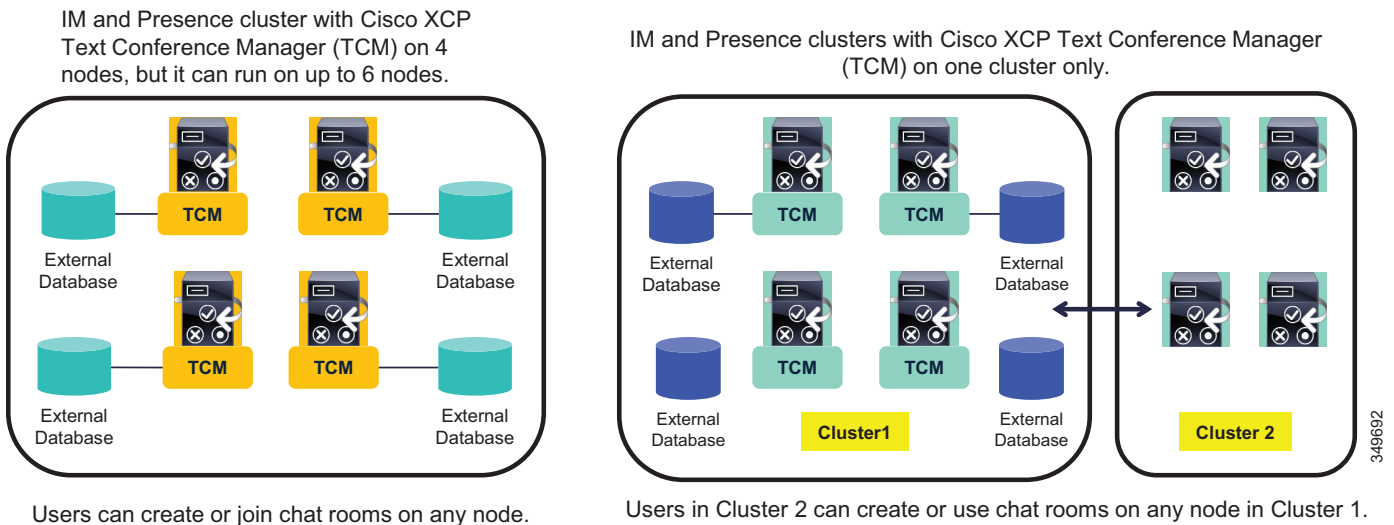 IM and Presence cluster with Cisco XCP
Text Conference Manager (TCM) on 4
nodes, but it can run on up to 6 nodes.
TCM
TCM
External
Database
External
Database
TCM
TCM
External
Database
External
Database
Users can create or join chat rooms on any node.
IM and Presence clusters with Cisco XCP Text Conference Manager
(TCM) on one cluster only.
TCM
TCM
External
Database
External
Database
TCM
TCM
External
Database
External
Database
Cluster1
Cluster 2
349692
Users in Cluster 2 can create or use chat rooms on any node in Cluster 1.